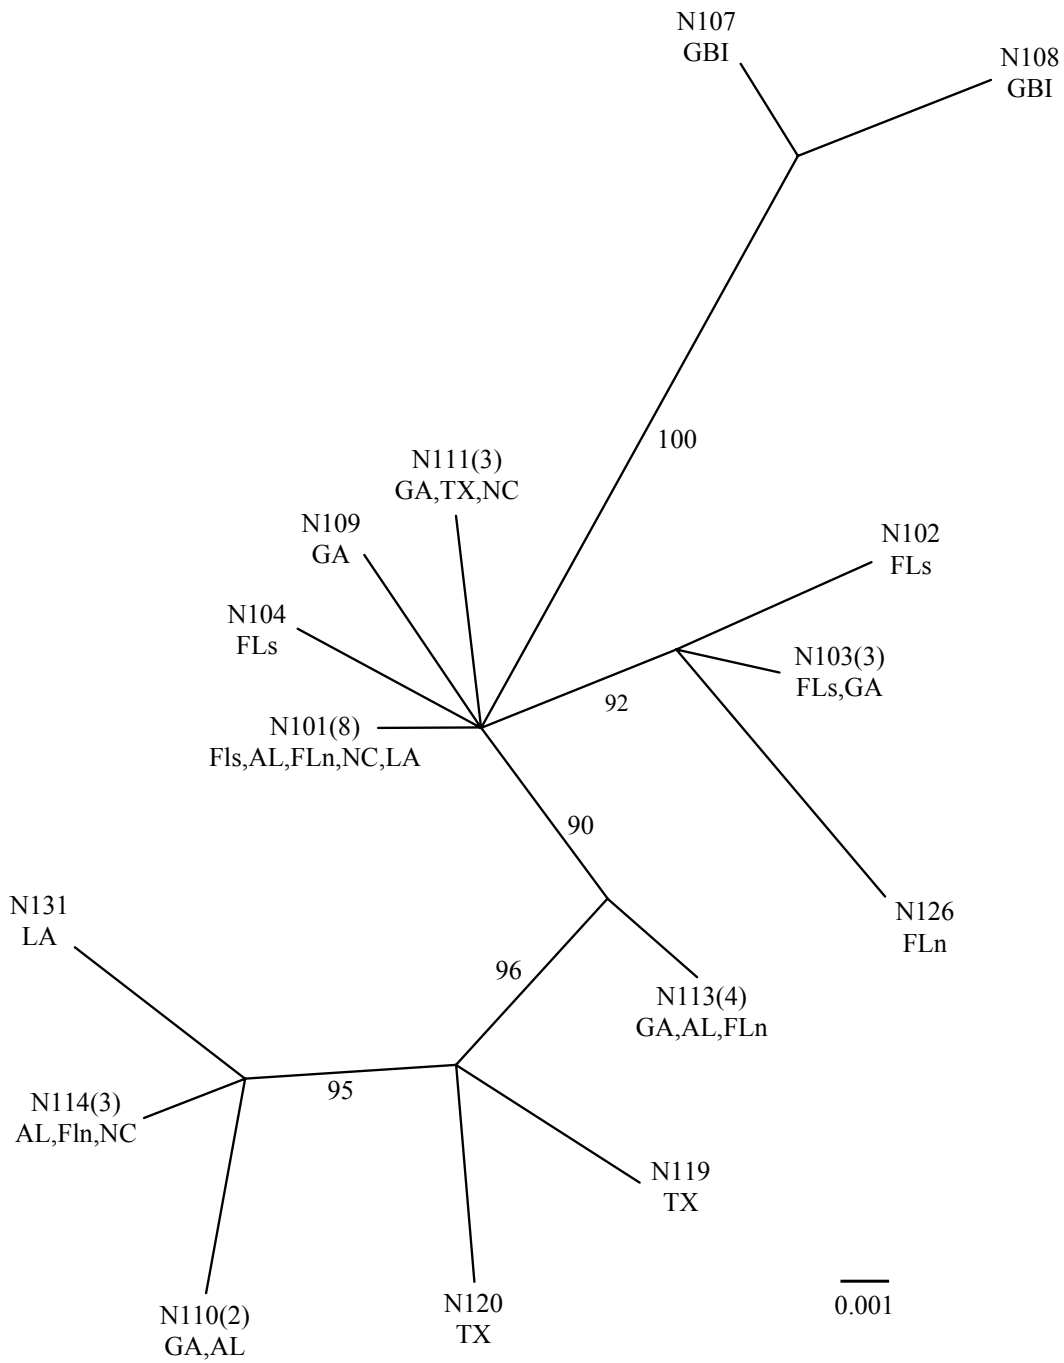 N107
GBI
N108
GBI
100
N111(3)
GA,TX,NC
N109
GA
N102
FLs
N104
FLs
N103(3)
FLs,GA
92
N101(8)
Fls,AL,FLn,NC,LA
90
N131
LA
N126
FLn
96
N113(4)
GA,AL,FLn
95
N114(3)
AL,Fln,NC
N119
TX
0.001
N120
TX
N110(2)
GA,AL